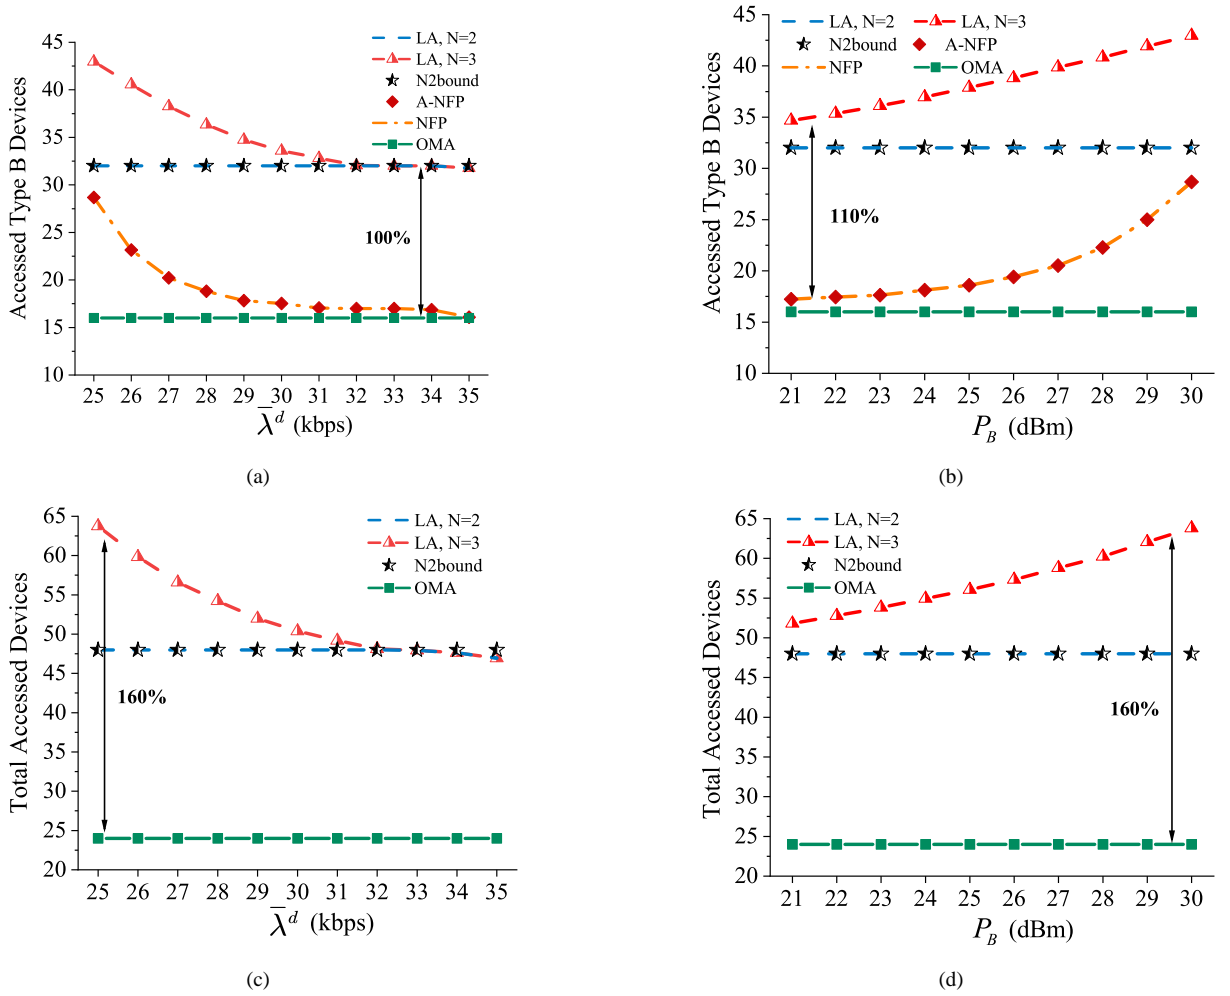 (a)
45
40
35
30
25
20
15
10
Accessed Type B Devices
LA, N=2
LA, N=3
N2bound
A-NFP
NFP
OMA
100%
25 26 27 28 29 30 31 32 33 34 35
λ̅ᵈ (kbps)
45
40
35
30
25
20
15
10
Accessed Type B Devices
LA, N=2 LA, N=3
N2bound A-NFP
NFP OMA
110%
21 22 23 24 25 26 27 28 29 30
P_B (dBm)
(a)
(b)
65
60
55
50
45
40
35
30
25
20
Total Accessed Devices
LA, N=2
LA, N=3
N2bound
OMA
160%
25 26 27 28 29 30 31 32 33 34 35
λ̅ᵈ (kbps)
65
60
55
50
45
40
35
30
25
20
Total Accessed Devices
LA, N=2
LA, N=3
N2bound
OMA
160%
21 22 23 24 25 26 27 28 29 30
P_B (dBm)
(c)
(d)